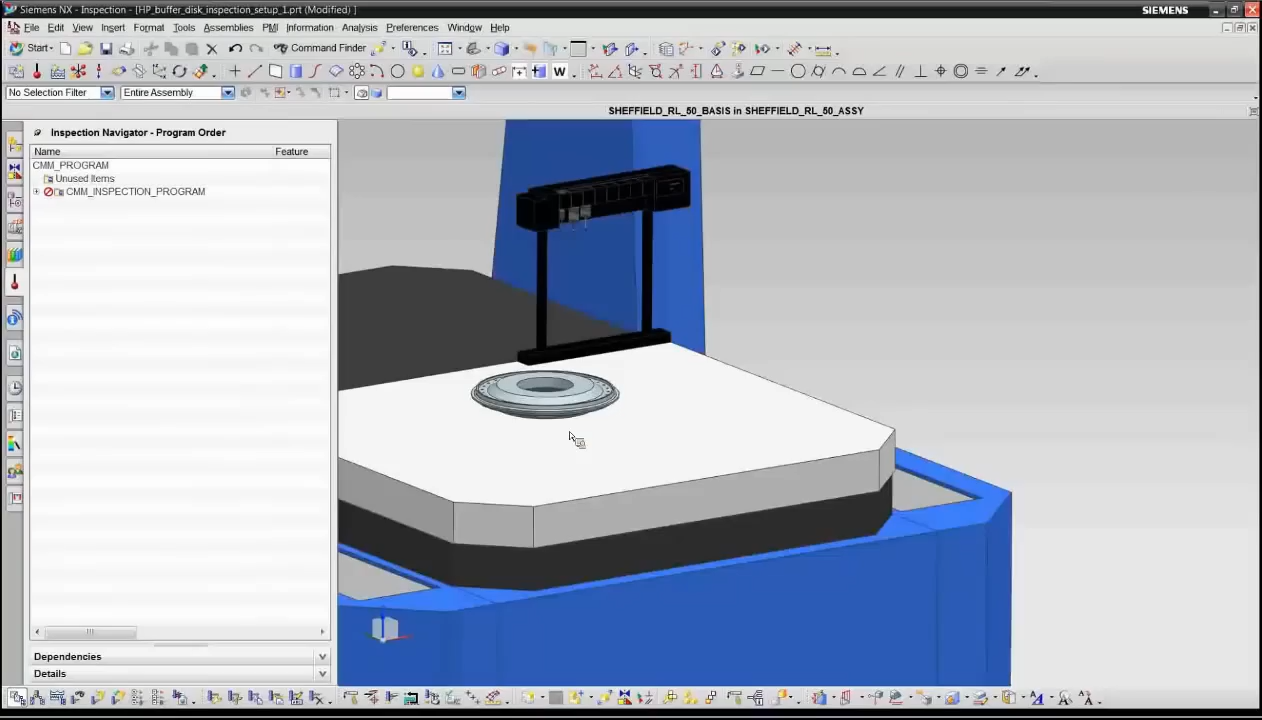 Siemens NX - Inspection - [HP_buffer_disk_inspection_setup_1.prt (Modified) ]
SIEMENS
File Edit View Insert Format Tools Assemblies PMI Information Analysis Preferences Window Help
Start Command Finder
W
No Selection Filter Entire Assembly
SHEFFIELD_RL_50_BASIS in SHEFFIELD_RL_50_ASSY
Inspection Navigator - Program Order
Name Feature
CMM_PROGRAM
Unused Items
CMM_INSPECTION_PROGRAM
Dependencies
Details